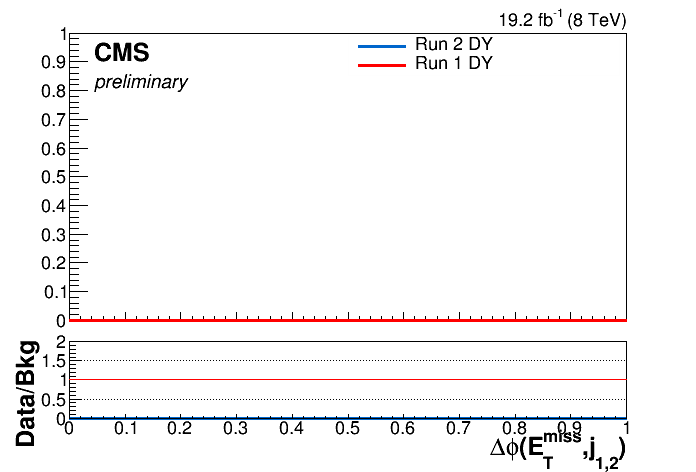 19.2 fb-1 (8 TeV)
CMS
preliminary
Run 2 DY
Run 1 DY
1
0.9
0.8
0.7
0.6
0.5
0.4
0.3
0.2
0.1
0
Data/Bkg
2
1.5
1
0.5
0
0 0.1 0.2 0.3 0.4 0.5 0.6 0.7 0.8 0.9 1
Δϕ(E_T^miss,j_1,2)